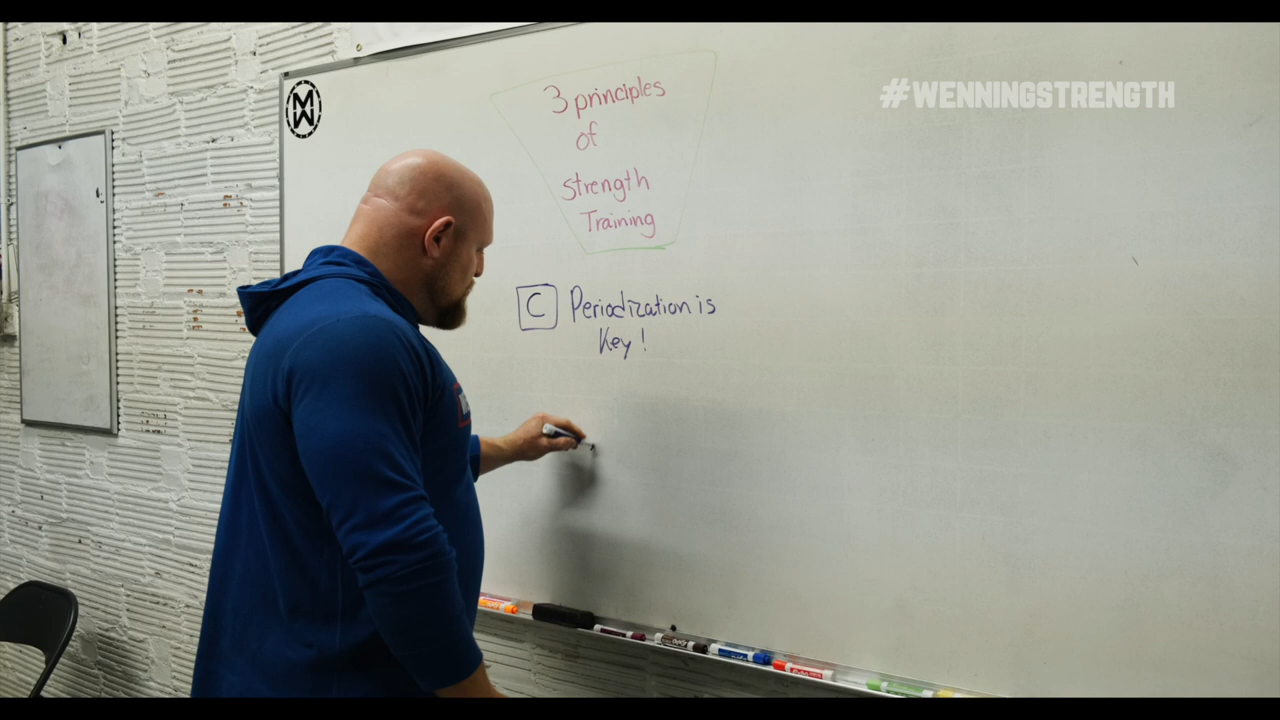 #WENNINGSTRENGTH
3 principles
of
strength
Training
C Periodization is
Key!